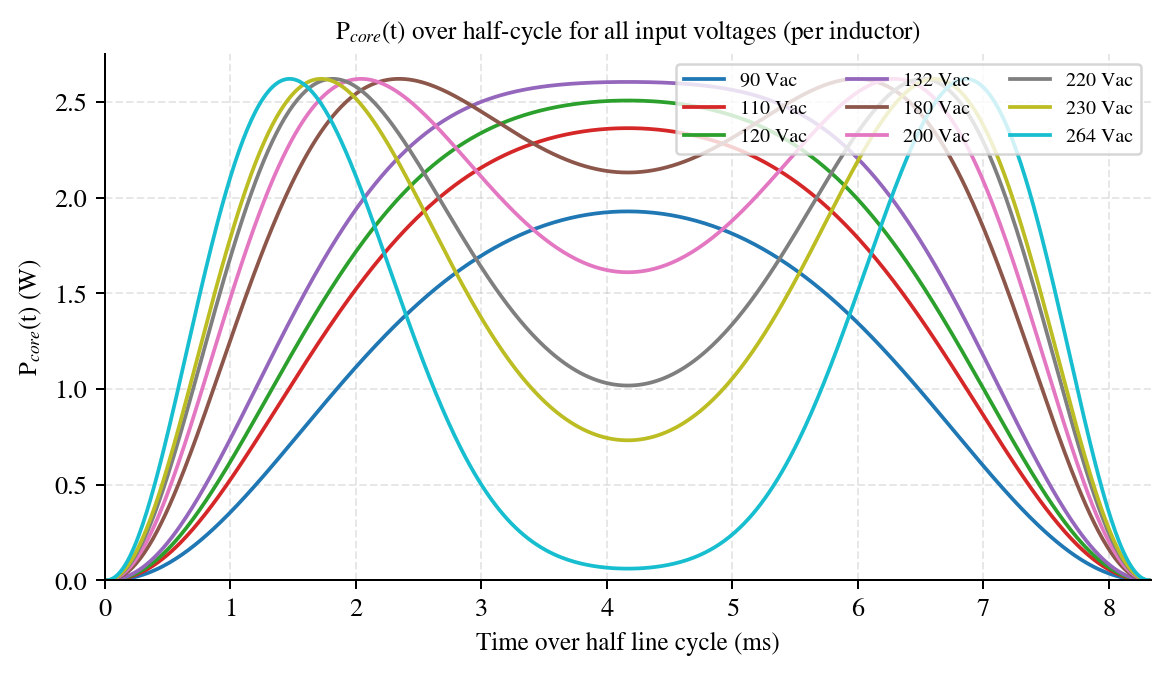 P_core(t) over half-cycle for all input voltages (per inductor)
90 Vac 132 Vac 220 Vac
110 Vac 180 Vac 230 Vac
120 Vac 200 Vac 264 Vac
P_core(t) (W)
2.5
2.0
1.5
1.0
0.5
0.0
0 1 2 3 4 5 6 7 8
Time over half line cycle (ms)